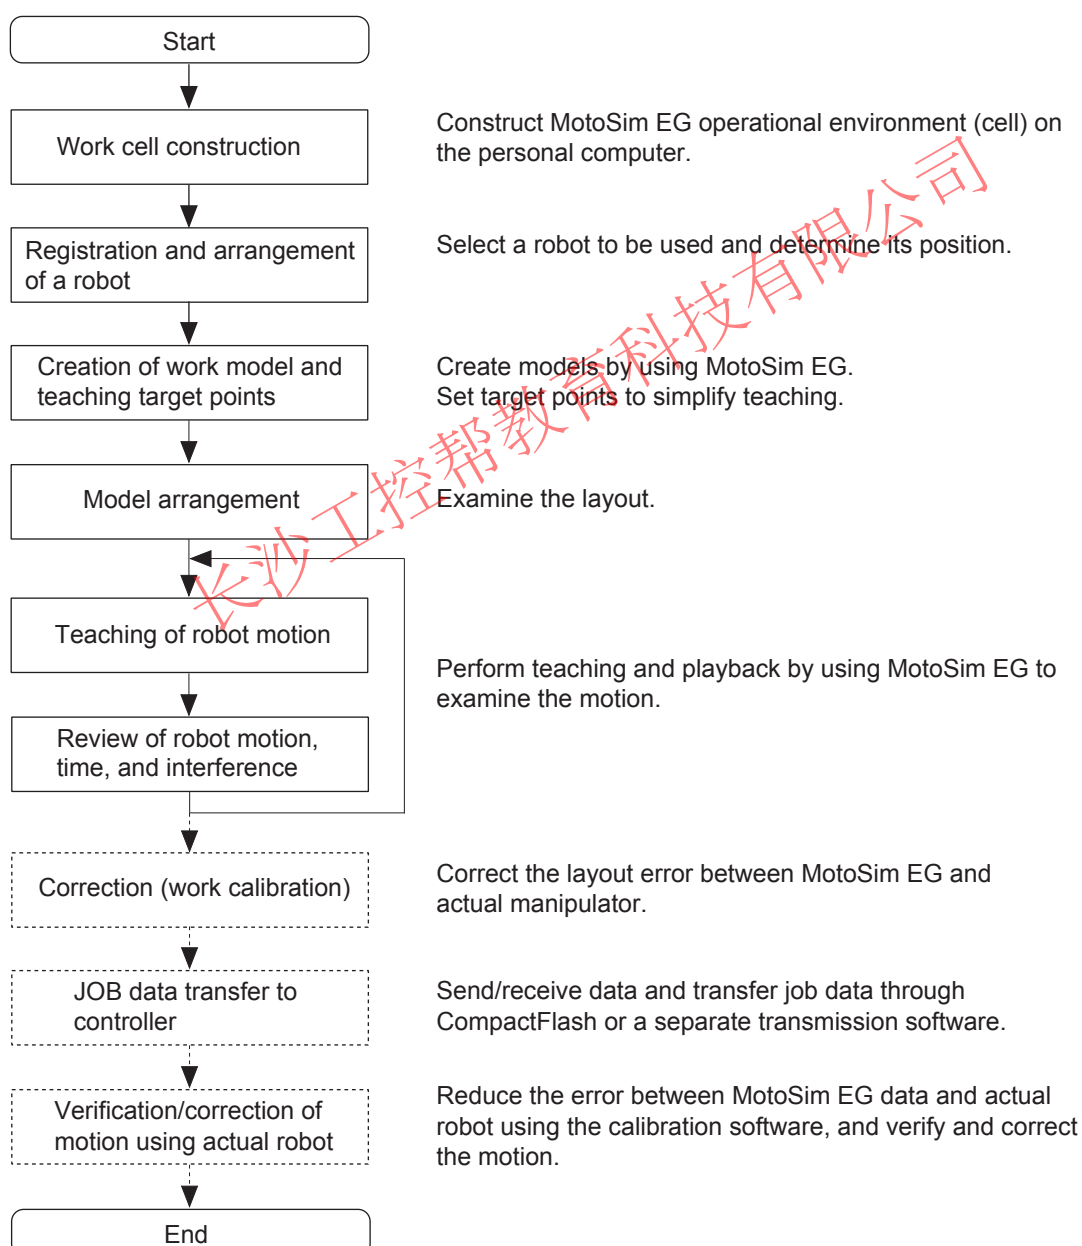 Start
Work cell construction
Construct MotoSim EG operational environment (cell) on
the personal computer.
Registration and arrangement
of a robot
Select a robot to be used and determine its position.
Creation of work model and
teaching target points
Create models by using MotoSim EG.
Set target points to simplify teaching.
Model arrangement
Examine the layout.
Teaching of robot motion
Perform teaching and playback by using MotoSim EG to
examine the motion.
Review of robot motion,
time, and interference
Correction (work calibration)
Correct the layout error between MotoSim EG and
actual manipulator.
JOB data transfer to
controller
Send/receive data and transfer job data through
CompactFlash or a separate transmission software.
Verification/correction of
motion using actual robot
Reduce the error between MotoSim EG data and actual
robot using the calibration software, and verify and correct
the motion.
End
长沙工控帮教育科技有限公司